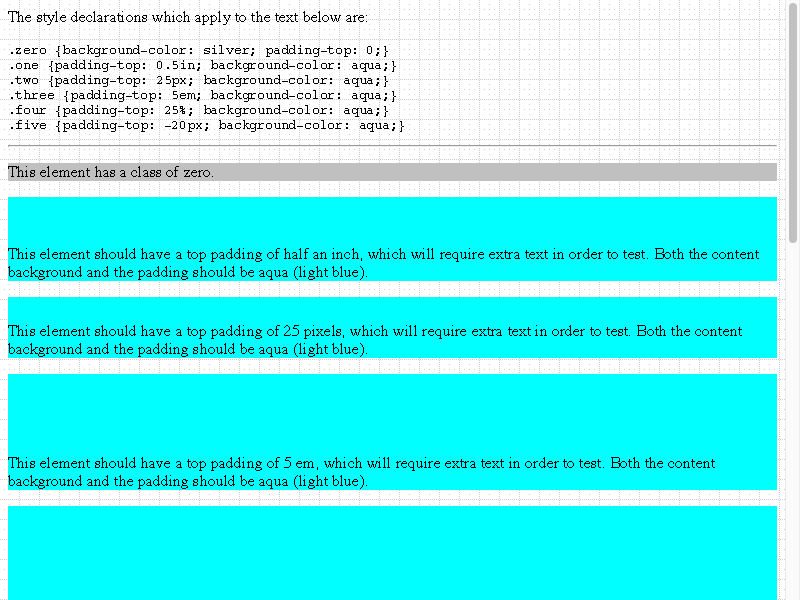 The style declarations which apply to the text below are:
.zero {background-color: silver; padding-top: 0;}
.one {padding-top: 0.5in; background-color: aqua;}
.two {padding-top: 25px; background-color: aqua;}
.three {padding-top: 5em; background-color: aqua;}
.four {padding-top: 25%; background-color: aqua;}
.five {padding-top: -20px; background-color: aqua;}
This element has a class of zero.
This element should have a top padding of half an inch, which will require extra text in order to test. Both the content
background and the padding should be aqua (light blue).
This element should have a top padding of 25 pixels, which will require extra text in order to test. Both the content
background and the padding should be aqua (light blue).
This element should have a top padding of 5 em, which will require extra text in order to test. Both the content
background and the padding should be aqua (light blue).